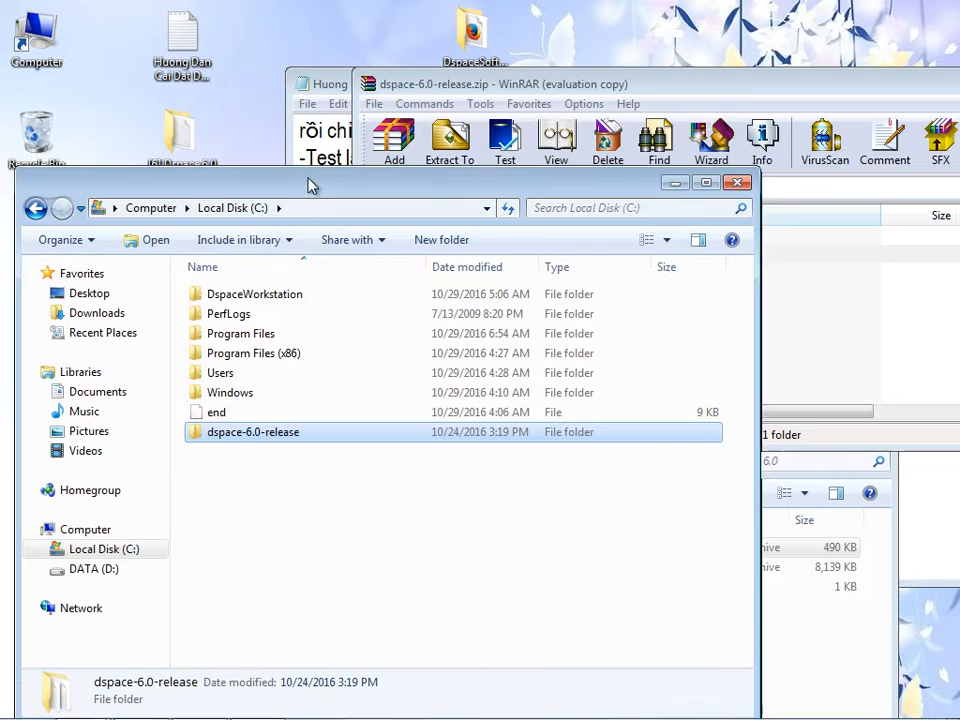 Computer
Huong Dan
Cai Dat D...
DspaceSoft...
Recycle Bin
[6] Dspace 6.0
Huong
File Edit
rồi chỉ
-Test l
dspace-6.0-release.zip - WinRAR (evaluation copy)
File Commands Tools Favorites Options Help
Add Extract To Test View Delete Find Wizard Info VirusScan Comment SFX
Size
1 folder
6.0
Size
hive 490 KB
hive 8,139 KB
1 KB
Computer Local Disk (C:)
Search Local Disk (C:)
Organize Open Include in library Share with New folder
Name Date modified Type Size
DspaceWorkstation 10/29/2016 5:06 AM File folder
PerfLogs 7/13/2009 8:20 PM File folder
Program Files 10/29/2016 6:54 AM File folder
Program Files (x86) 10/29/2016 4:27 AM File folder
Users 10/29/2016 4:28 AM File folder
Windows 10/29/2016 4:10 AM File folder
end 10/29/2016 4:06 AM File 9 KB
dspace-6.0-release 10/24/2016 3:19 PM File folder
Favorites
Desktop
Downloads
Recent Places
Libraries
Documents
Music
Pictures
Videos
Homegroup
Computer
Local Disk (C:)
DATA (D:)
Network
dspace-6.0-release Date modified: 10/24/2016 3:19 PM
File folder